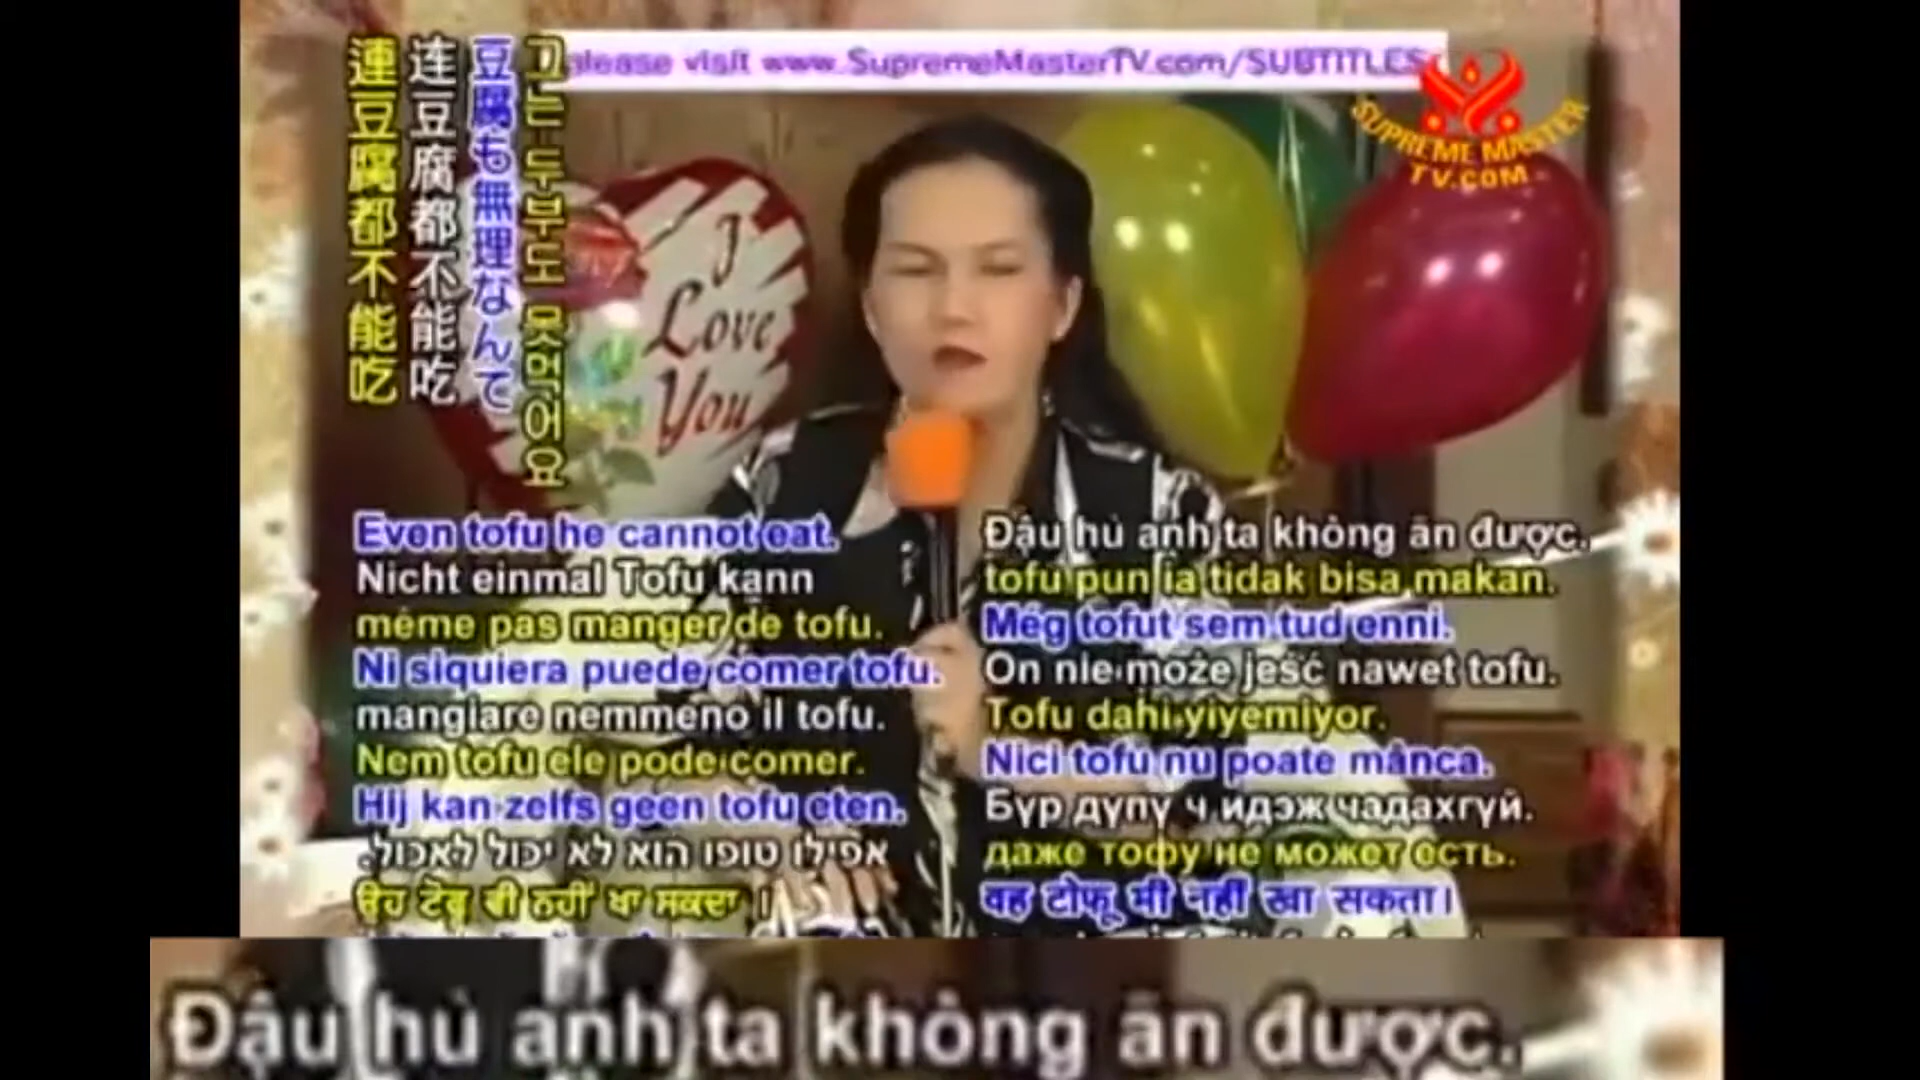 please visit www.SupremeMasterTV.com/SUBTITLES
SUPREME MASTER
TV.COM
連豆腐都不能吃
连豆腐都不能吃
豆腐も無理なんて
그는 두부도 못먹어요
I
Love
You
Even tofu he cannot eat.
Nicht einmal Tofu kann
même pas manger de tofu.
Ni siquiera puede comer tofu.
mangiare nemmeno il tofu.
Nem tofu ele pode comer.
Hij kan zelfs geen tofu eten.
אפילו טופו הוא לא יכול לאכול.
ਉਹ ਟੋਫੂ ਵੀ ਨਹੀਂ ਖਾ ਸਕਦਾ ।
Đậu hủ anh ta không ăn được.
tofu pun ia tidak bisa makan.
Még tofut sem tud enni.
On nie może jeść nawet tofu.
Tofu dahi yiyemiyor.
Nici tofu nu poate mânca.
Бүр дүпү ч идэж чадахгүй.
даже тофу не может есть.
वह टोफू भी नहीं खा सकता।
Đậu hủ anh ta không ăn được.